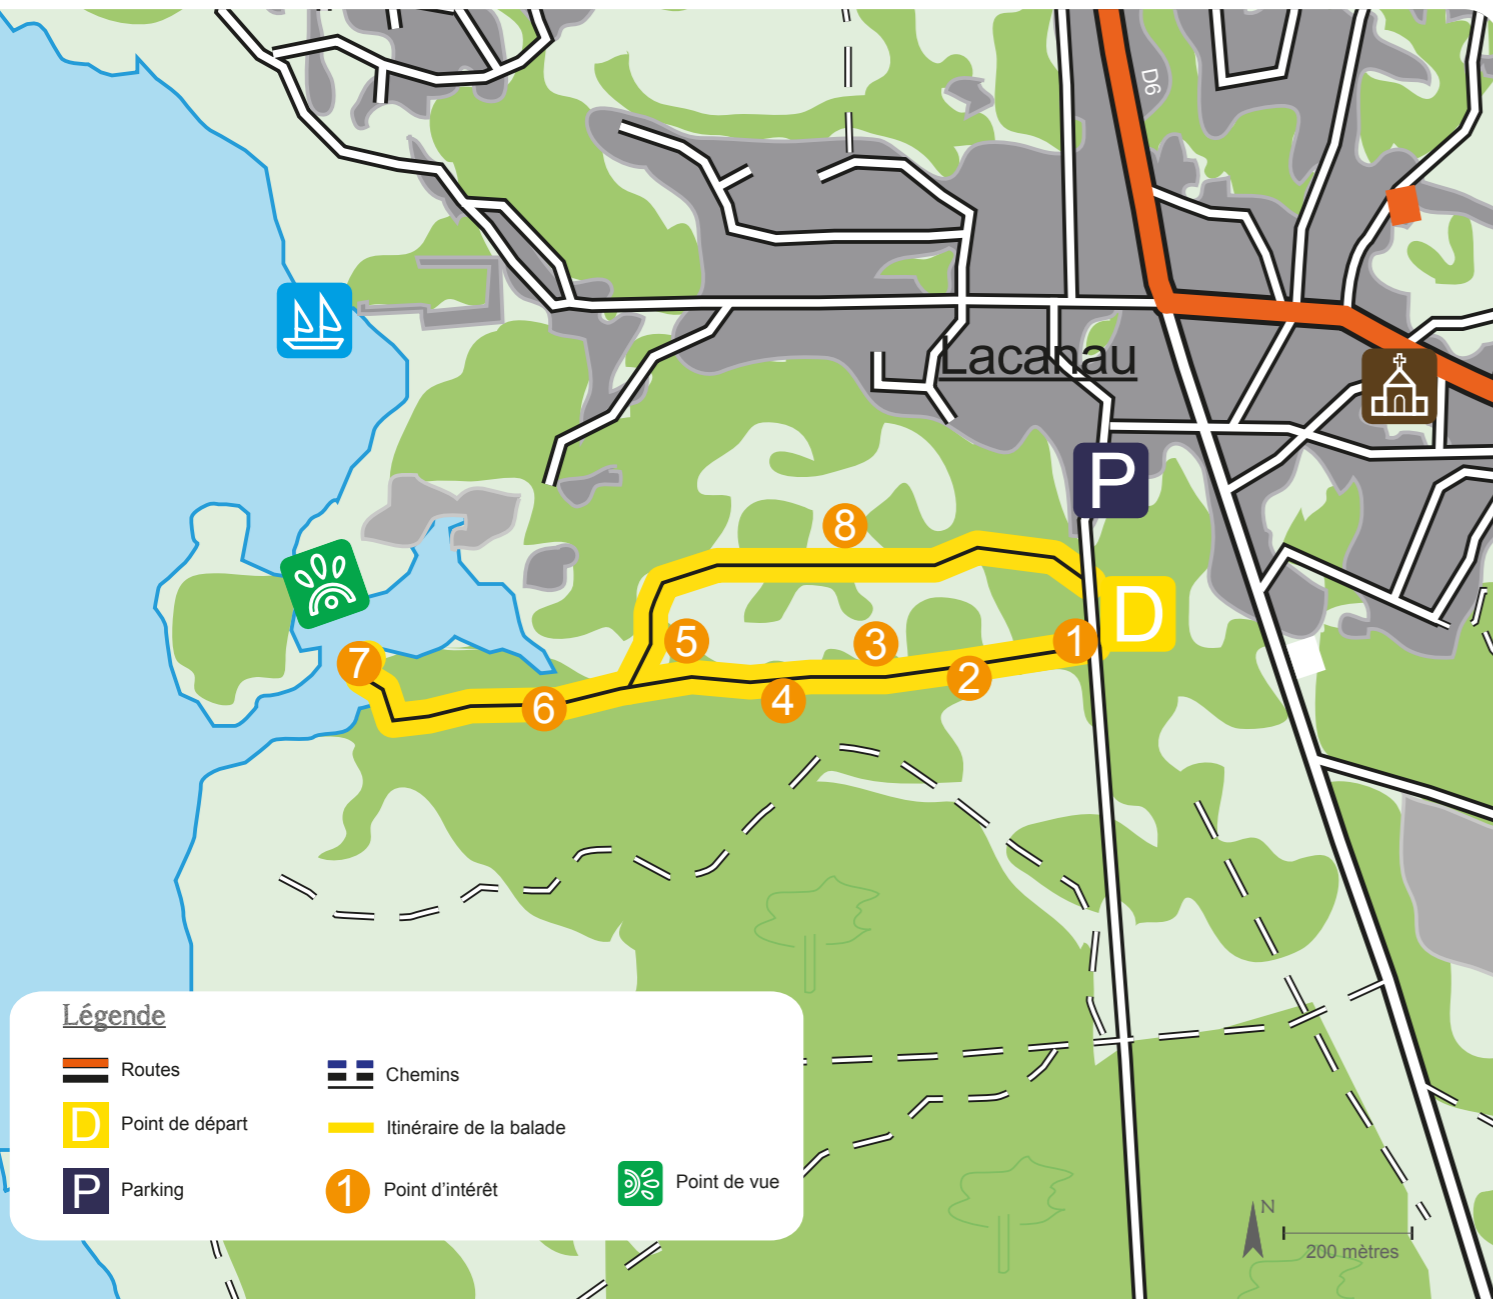 D6
Lacanau
P
8
D
5
3
1
7
2
4
6
Légende
Routes
Chemins
D Point de départ
Itinéraire de la balade
P Parking
1 Point d'intérêt
Point de vue
N
200 mètres